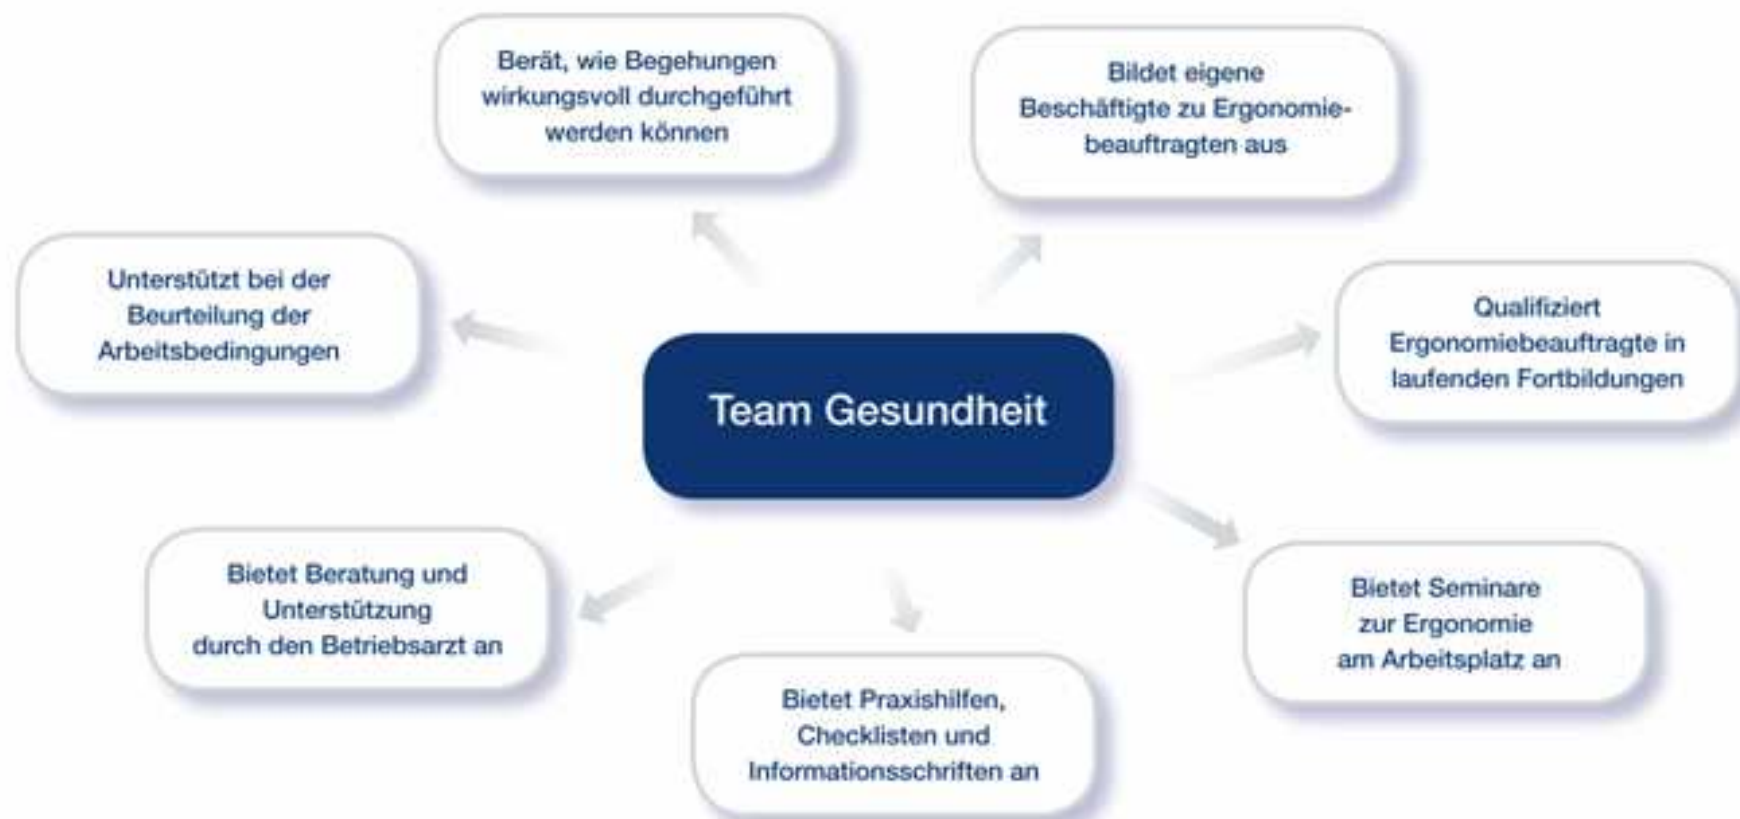 Berät, wie Begehungen
wirkungsvoll durchgeführt
werden können
Bildet eigene
Beschäftigte zu Ergonomie-
beauftragten aus
Unterstützt bei der
Beurteilung der
Arbeitsbedingungen
Qualifiziert
Ergonomiebeauftragte in
laufenden Fortbildungen
Team Gesundheit
Bietet Beratung und
Unterstützung
durch den Betriebsarzt an
Bietet Seminare
zur Ergonomie
am Arbeitsplatz an
Bietet Praxishilfen,
Checklisten und
Informationsschriften an